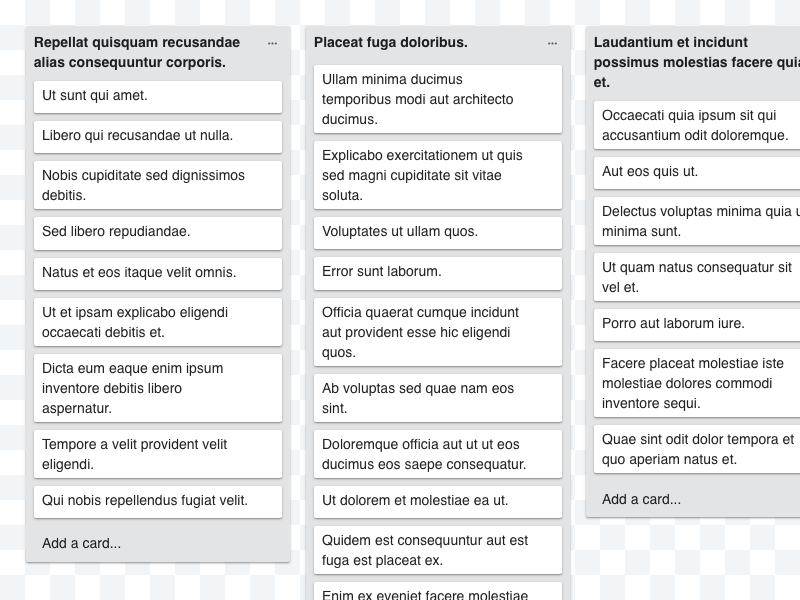 Repellat quisquam recusandae
alias consequuntur corporis.
Ut sunt qui amet.
Libero qui recusandae ut nulla.
Nobis cupiditate sed dignissimos
debitis.
Sed libero repudiandae.
Natus et eos itaque velit omnis.
Ut et ipsam explicabo eligendi
occaecati debitis et.
Dicta eum eaque enim ipsum
inventore debitis libero
aspernatur.
Tempore a velit provident velit
eligendi.
Qui nobis repellendus fugiat velit.
Add a card...
Placeat fuga doloribus.
Ullam minima ducimus
temporibus modi aut architecto
ducimus.
Explicabo exercitationem ut quis
sed magni cupiditate sit vitae
soluta.
Voluptates ut ullam quos.
Error sunt laborum.
Officia quaerat cumque incidunt
aut provident esse hic eligendi
quos.
Ab voluptas sed quae nam eos
sint.
Doloremque officia aut ut ut eos
ducimus eos saepe consequatur.
Ut dolorem et molestiae ea ut.
Quidem est consequuntur aut est
fuga est placeat ex.
Enim ex eveniet facere molestiae
Laudantium et incidunt
possimus molestias facere quia
et.
Occaecati quia ipsum sit qui
accusantium odit doloremque.
Aut eos quis ut.
Delectus voluptas minima quia
minima sunt.
Ut quam natus consequatur sit
vel et.
Porro aut laborum iure.
Facere placeat molestiae iste
molestiae dolores commodi
inventore sequi.
Quae sint odit dolor tempora et
quo aperiam natus et.
Add a card...